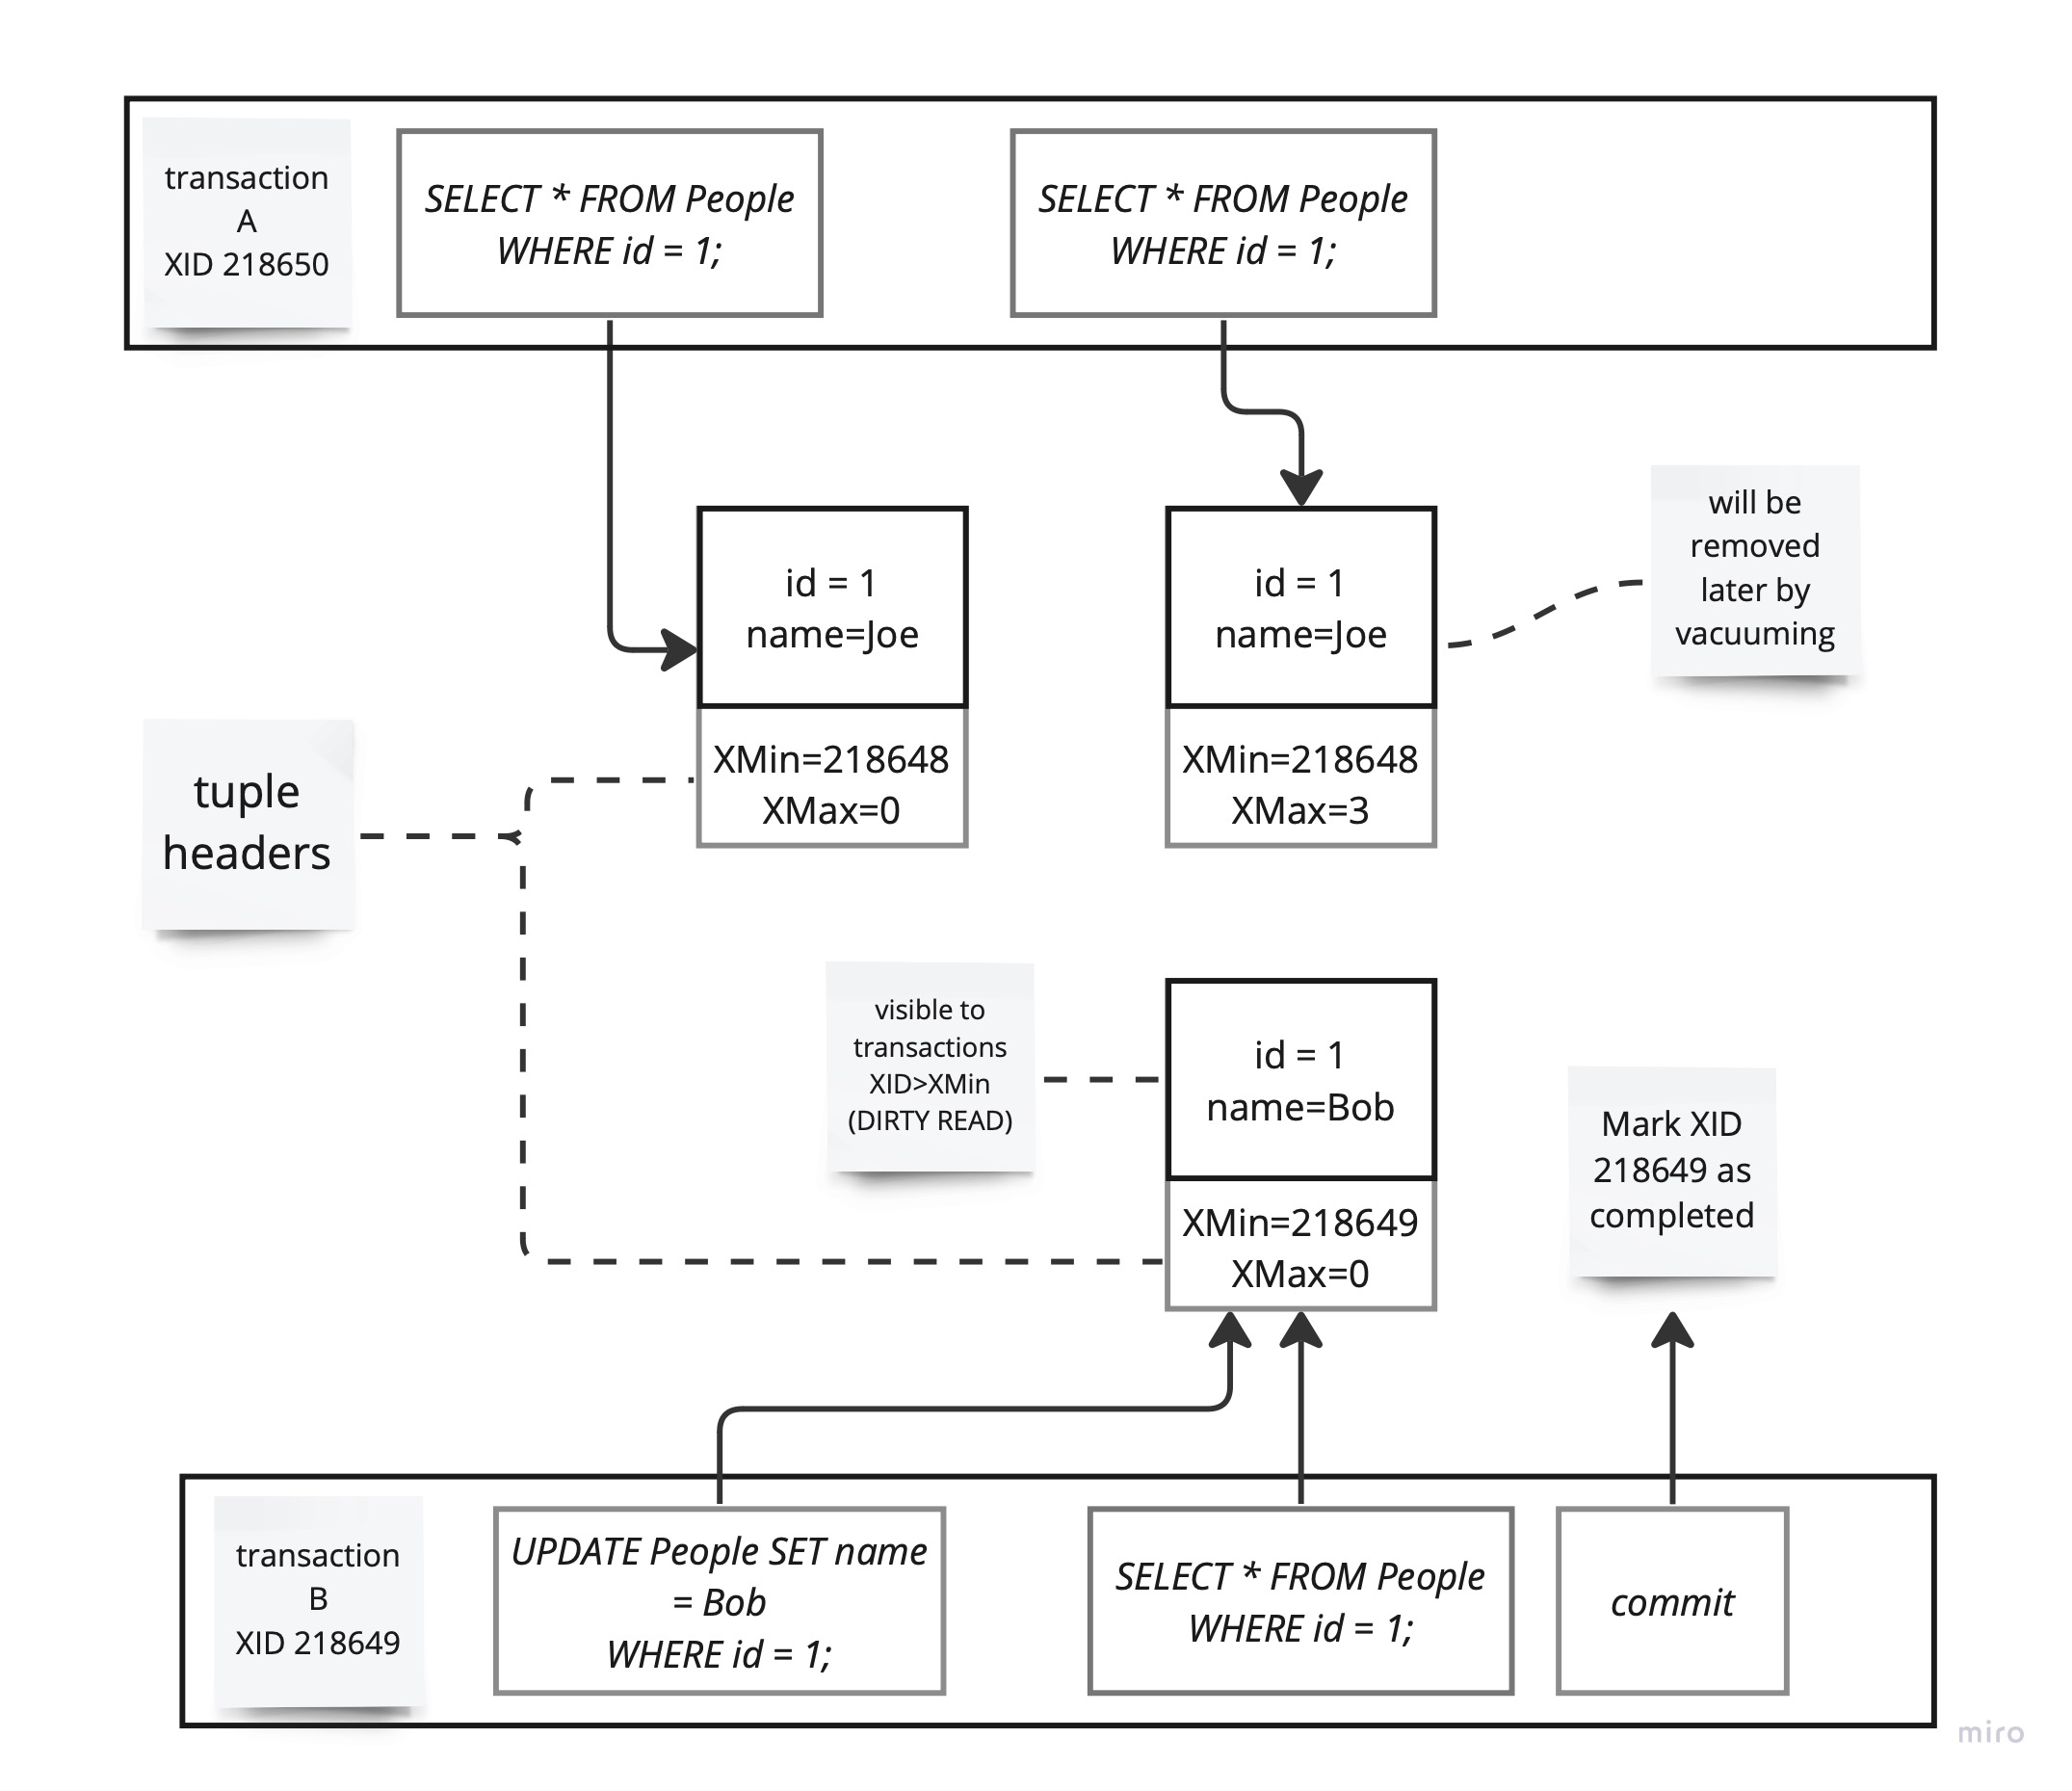 transaction
A
XID 218650
SELECT * FROM People
WHERE id = 1;
SELECT * FROM People
WHERE id = 1;
id = 1
name=Joe
XMin=218648
XMax=0
id = 1
name=Joe
XMin=218648
XMax=3
will be
removed
later by
vacuuming
tuple
headers
visible to
transactions
XID>XMin
(DIRTY READ)
id = 1
name=Bob
XMin=218649
XMax=0
Mark XID
218649 as
completed
transaction
B
XID 218649
UPDATE People SET name
= Bob
WHERE id = 1;
SELECT * FROM People
WHERE id = 1;
commit
miro